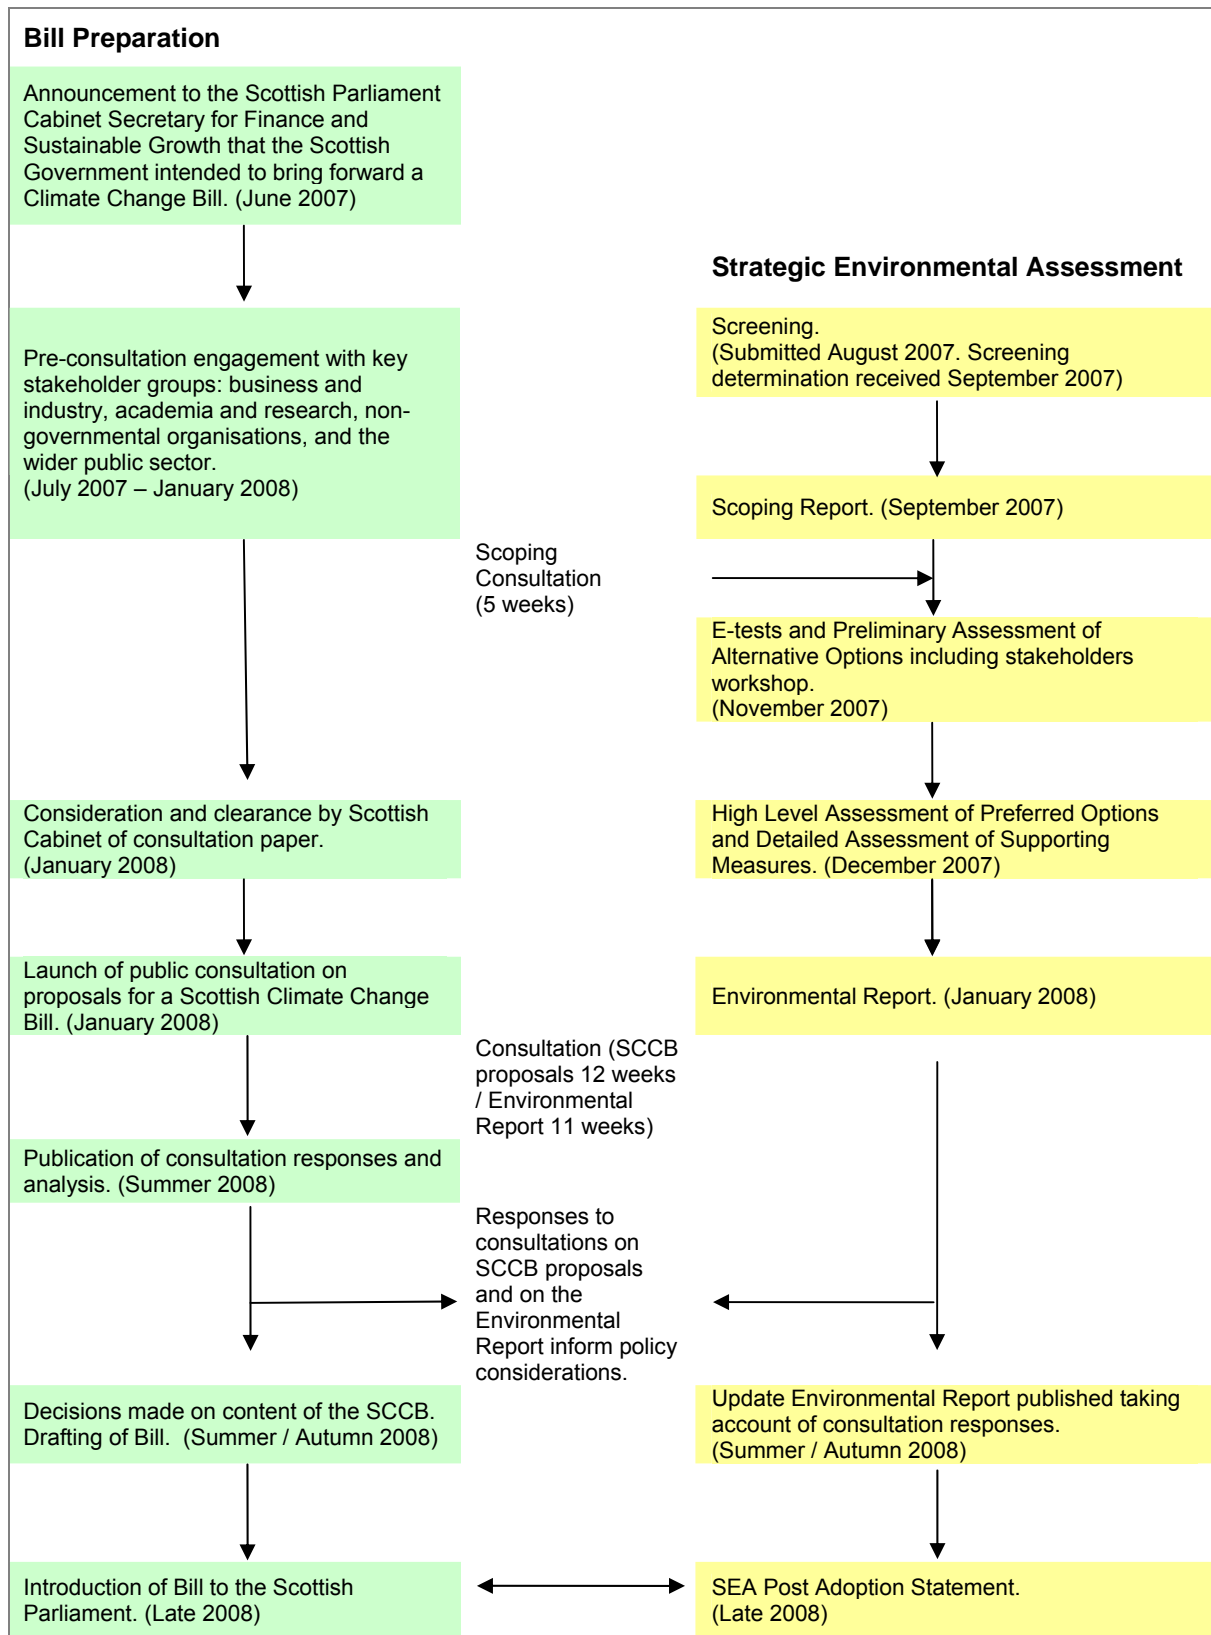 Bill Preparation
Announcement to the Scottish Parliament
Cabinet Secretary for Finance and
Sustainable Growth that the Scottish
Government intended to bring forward a
Climate Change Bill. (June 2007)
Strategic Environmental Assessment
Pre-consultation engagement with key
stakeholder groups: business and
industry, academia and research, non-
governmental organisations, and the
wider public sector.
(July 2007 – January 2008)
Screening.
(Submitted August 2007. Screening
determination received September 2007)
Scoping Report. (September 2007)
Scoping
Consultation
(5 weeks)
E-tests and Preliminary Assessment of
Alternative Options including stakeholders
workshop.
(November 2007)
Consideration and clearance by Scottish
Cabinet of consultation paper.
(January 2008)
High Level Assessment of Preferred Options
and Detailed Assessment of Supporting
Measures. (December 2007)
Launch of public consultation on
proposals for a Scottish Climate Change
Bill. (January 2008)
Environmental Report. (January 2008)
Consultation (SCCB
proposals 12 weeks
/ Environmental
Report 11 weeks)
Publication of consultation responses and
analysis. (Summer 2008)
Responses to
consultations on
SCCB proposals
and on the
Environmental
Report inform policy
considerations.
Decisions made on content of the SCCB.
Drafting of Bill.  (Summer / Autumn 2008)
Update Environmental Report published taking
account of consultation responses.
(Summer / Autumn 2008)
Introduction of Bill to the Scottish
Parliament. (Late 2008)
SEA Post Adoption Statement.
(Late 2008)